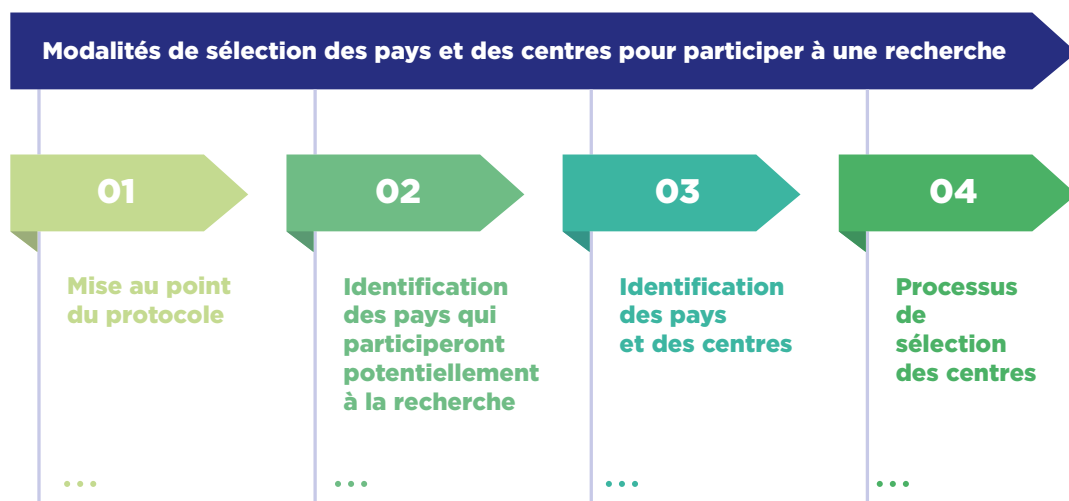 Modalités de sélection des pays et des centres pour participer à une recherche
01
Mise au point
du protocole
...
02
Identification
des pays qui
participeront
potentiellement
à la recherche
...
03
Identification
des pays
et des centres
...
04
Processus
de
sélection
des centres
...